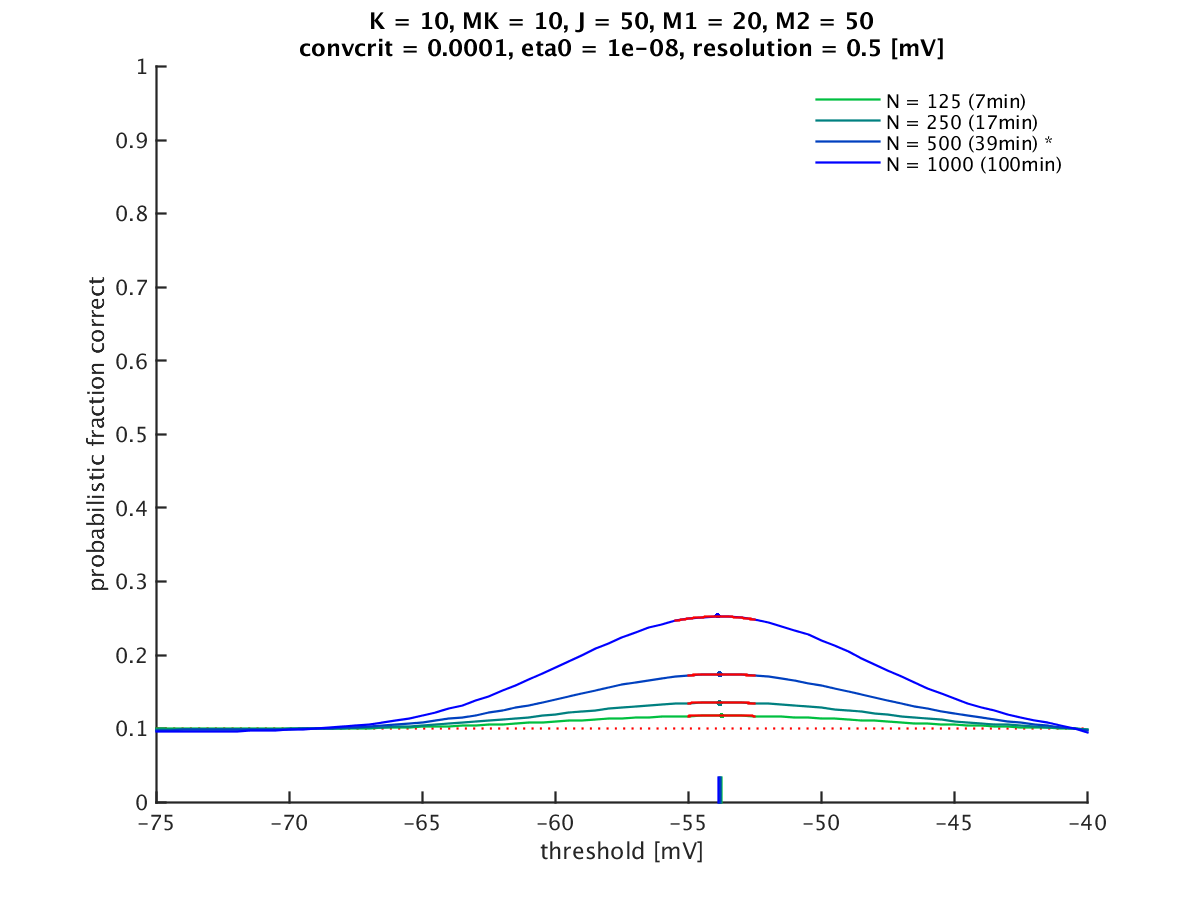 K = 10, MK = 10, J = 50, M1 = 20, M2 = 50
convcrit = 0.0001, eta0 = 1e-08, resolution = 0.5 [mV]
N = 125 (7min)
N = 250 (17min)
N = 500 (39min) *
N = 1000 (100min)
probabilistic fraction correct
1
0.9
0.8
0.7
0.6
0.5
0.4
0.3
0.2
0.1
0
−75 −70 −65 −60 −55 −50 −45 −40
threshold [mV]